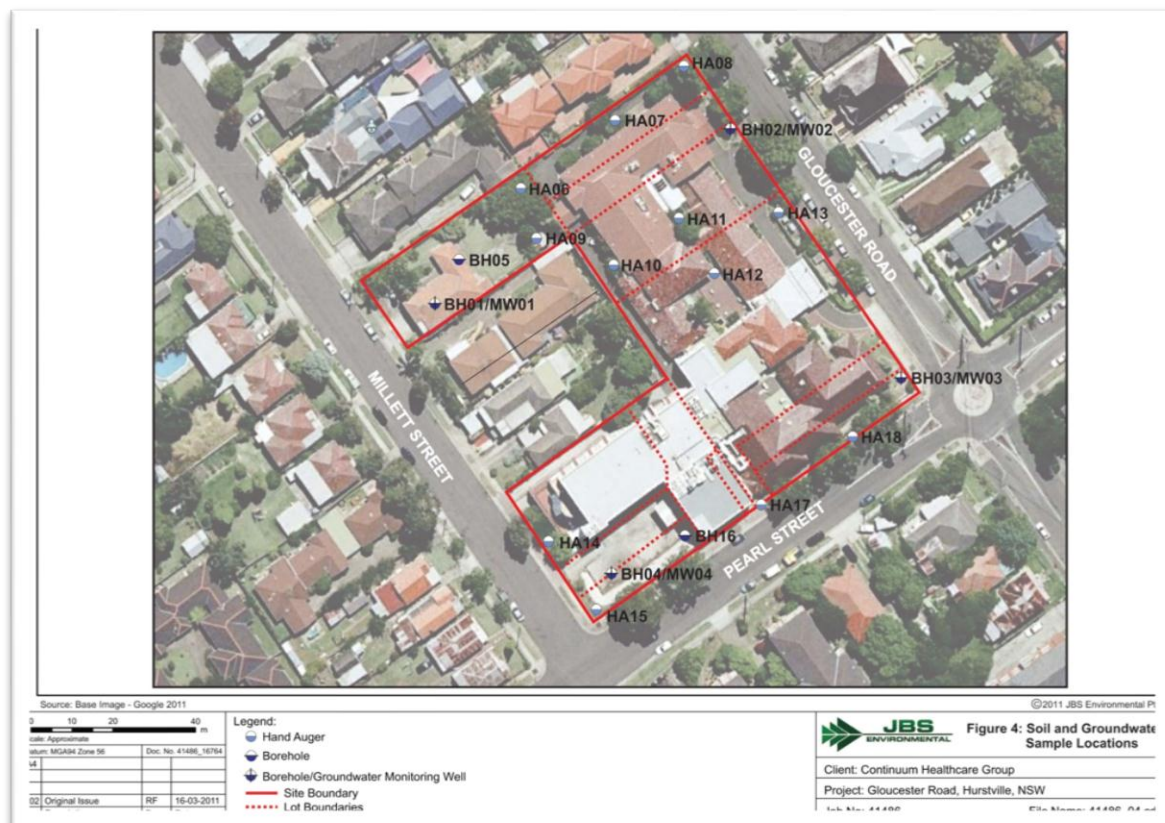 HA08
HA07
BH02/MW02
GLOUCESTER ROAD
HA06
HA11
HA13
HA09
BH05
HA10
HA12
BH01/MW01
MILLETT STREET
BH03/MW03
HA18
HA17
PEARL STREET
HA14
BH16
BH04/MW04
HA15
Source: Base Image - Google 2011
©2011 JBS Environmental
0 10 20 40
m
Approximate
MGA94 Zone 56
Doc. No. 41486_16764
02 Original Issue RF 16-03-2011
Legend:
Hand Auger
Borehole
Borehole/Groundwater Monitoring Well
Site Boundary
Lot Boundaries
JBS
ENVIRONMENTAL
Figure 4: Soil and Groundwate
Sample Locations
Client: Continuum Healthcare Group
Project: Gloucester Road, Hurstville, NSW